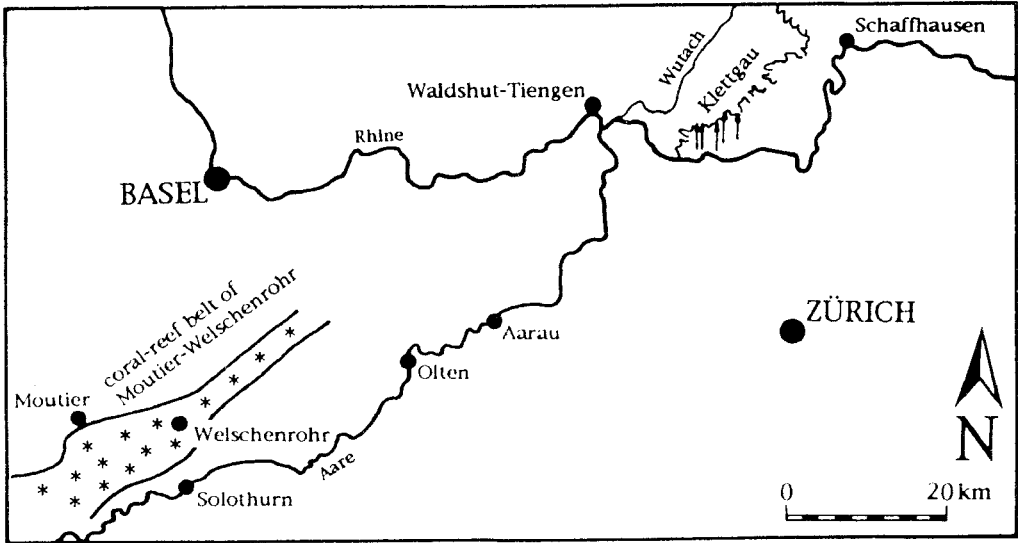 Schaffhausen
Wutach
Klettgau
Waldshut-Tiengen
Rhine
BASEL
coral-reef belt of
Moutier-Welschenrohr
ZÜRICH
Aarau
Olten
Moutier
Welschenrohr
Aare
Solothurn
N
0 20 km